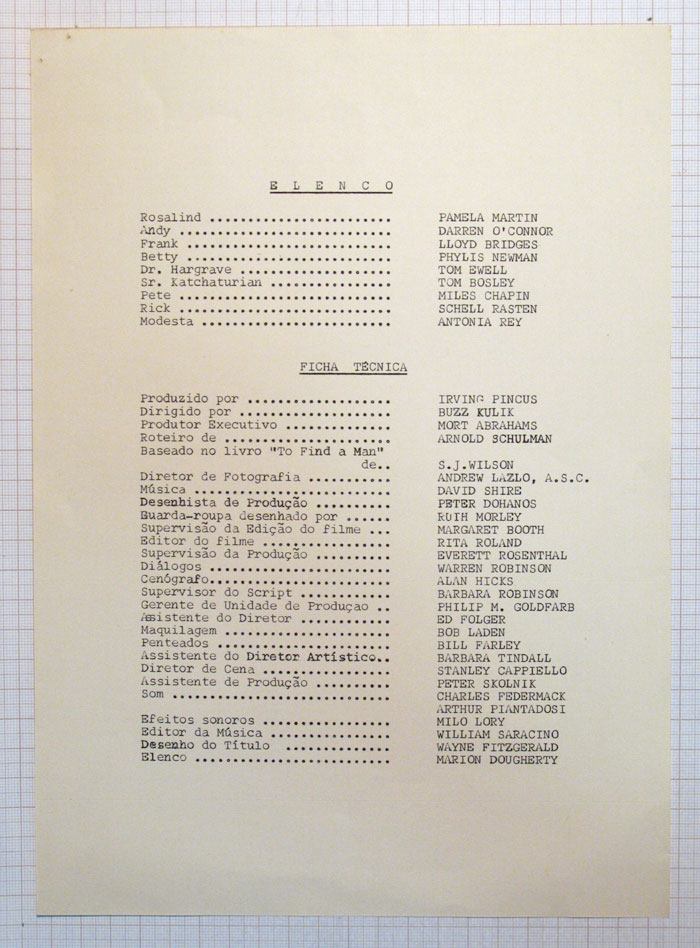 E L E N C O
Rosalind ........................ PAMELA MARTIN
Andy ............................ DARREN O'CONNOR
Frank ........................... LLOYD BRIDGES
Betty ........................... PHYLIS NEWMAN
Dr. Hargrave .................... TOM EWELL
Sr. Katchaturian ................ TOM BOSLEY
Pete ............................ MILES CHAPIN
Rick ............................ SCHELL RASTEN
Modesta ......................... ANTONIA REY
FICHA TÉCNICA
Produzido por ................... IRVING PINCUS
Dirigido por .................... BUZZ KULIK
Produtor Executivo .............. MORT ABRAHAMS
Roteiro de ...................... ARNOLD SCHULMAN
Baseado no livro "To Find a Man"
de.. S.J.WILSON
Diretor de Fotografia ........... ANDREW LAZLO, A.S.C.
Música .......................... DAVID SHIRE
Desenhista de Produção .......... PETER DOHANOS
Guarda-roupa desenhado por ...... RUTH MORLEY
Supervisão da Edição do filme ... MARGARET BOOTH
Editor do filme ................. RITA ROLAND
Supervisão da Produção .......... EVERETT ROSENTHAL
Diálogos ........................ WARREN ROBINSON
Cenógrafo........................ ALAN HICKS
Supervisor do Script ............ BARBARA ROBINSON
Gerente de Unidade de Produçao .. PHILIP M. GOLDFARB
Asistente do Diretor ............ ED FOLGER
Maquilagem ...................... BOB LADEN
Penteados ....................... BILL FARLEY
Assistente do Diretor Artístico.. BARBARA TINDALL
Diretor de Cena ................. STANLEY CAPPIELLO
Assistente de Produção .......... PETER SKOLNIK
Som ............................. CHARLES FEDERMACK
ARTHUR PIANTADOSI
Efeitos sonoros ................. MILO LORY
Editor da Música ................ WILLIAM SARACINO
Desenho do Título .............. WAYNE FITZGERALD
Elenco .......................... MARION DOUGHERTY